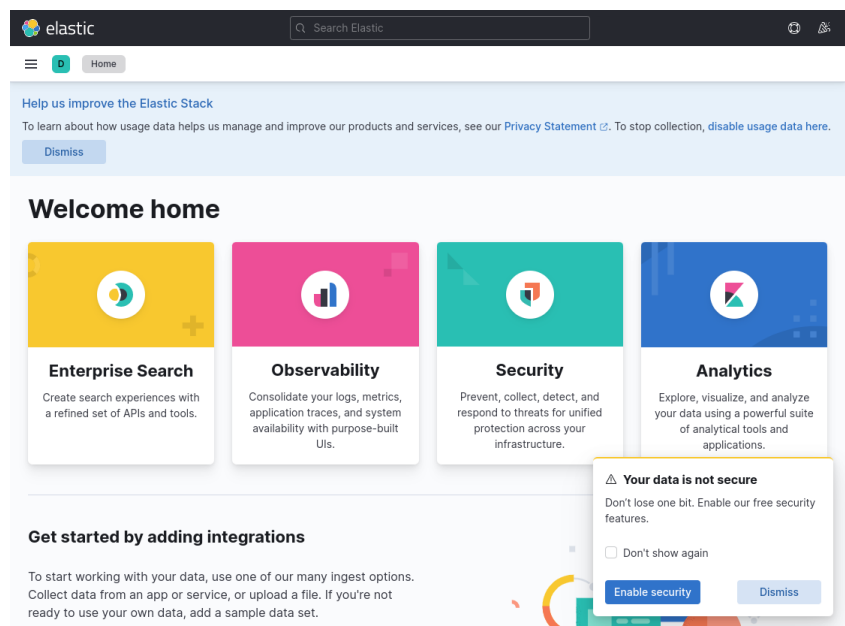 elastic
Search Elastic
D
Home
Help us improve the Elastic Stack
To learn about how usage data helps us manage and improve our products and services, see our Privacy Statement. To stop collection, disable usage data here.
Dismiss
Welcome home
Enterprise Search
Create search experiences with
a refined set of APIs and tools.
Observability
Consolidate your logs, metrics,
application traces, and system
availability with purpose-built
UIs.
Security
Prevent, collect, detect, and
respond to threats for unified
protection across your
infrastructure.
Analytics
Explore, visualize, and analyze
your data using a powerful suite
of analytical tools and
applications.
Your data is not secure
Don't lose one bit. Enable our free security
features.
Don't show again
Enable security
Dismiss
Get started by adding integrations
To start working with your data, use one of our many ingest options.
Collect data from an app or service, or upload a file. If you're not
ready to use your own data, add a sample data set.